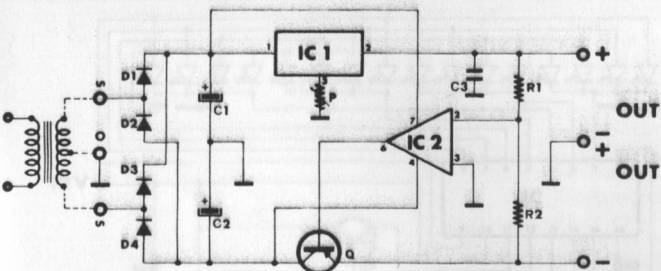 IC 1
1
2
3
P
D1
D2
D3
D4
S
O
S
+
C1
+
C2
C3
R1
R2
IC 2
7
2
6
3
4
Q
+
OUT
−
+
OUT
−